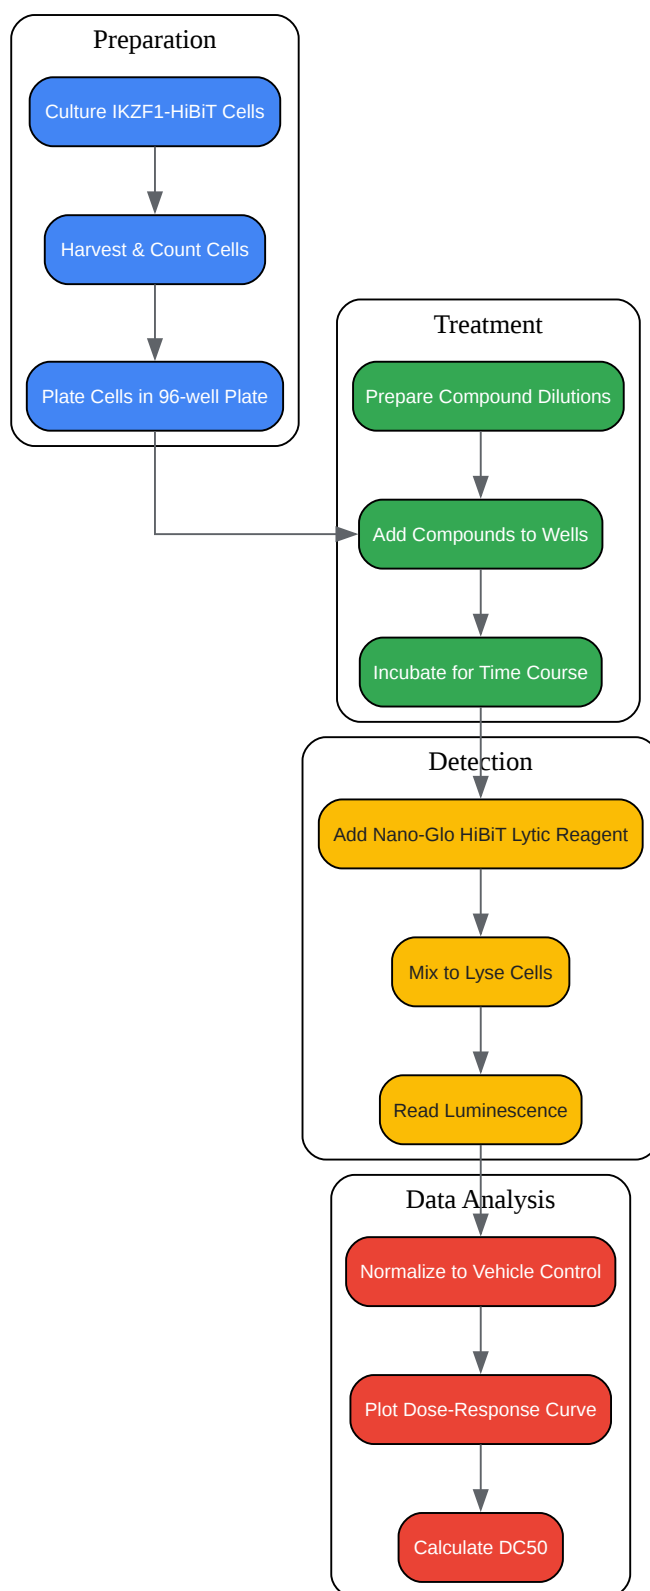 Preparation
Culture IKZF1-HiBiT Cells
Harvest & Count Cells
Plate Cells in 96-well Plate
Treatment
Prepare Compound Dilutions
Add Compounds to Wells
Incubate for Time Course
Detection
Add Nano-Glo HiBiT Lytic Reagent
Mix to Lyse Cells
Read Luminescence
Data Analysis
Normalize to Vehicle Control
Plot Dose-Response Curve
Calculate DC50